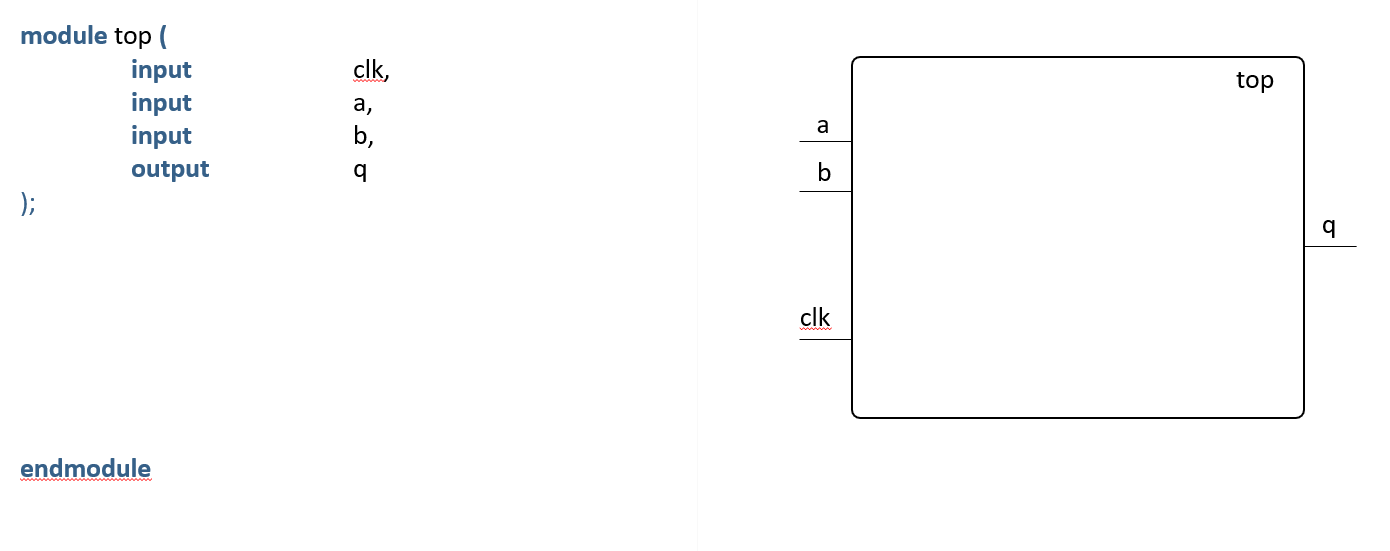 module top (
input clk,
input a,
input b,
output q
);
endmodule
top
a
b
q
clk